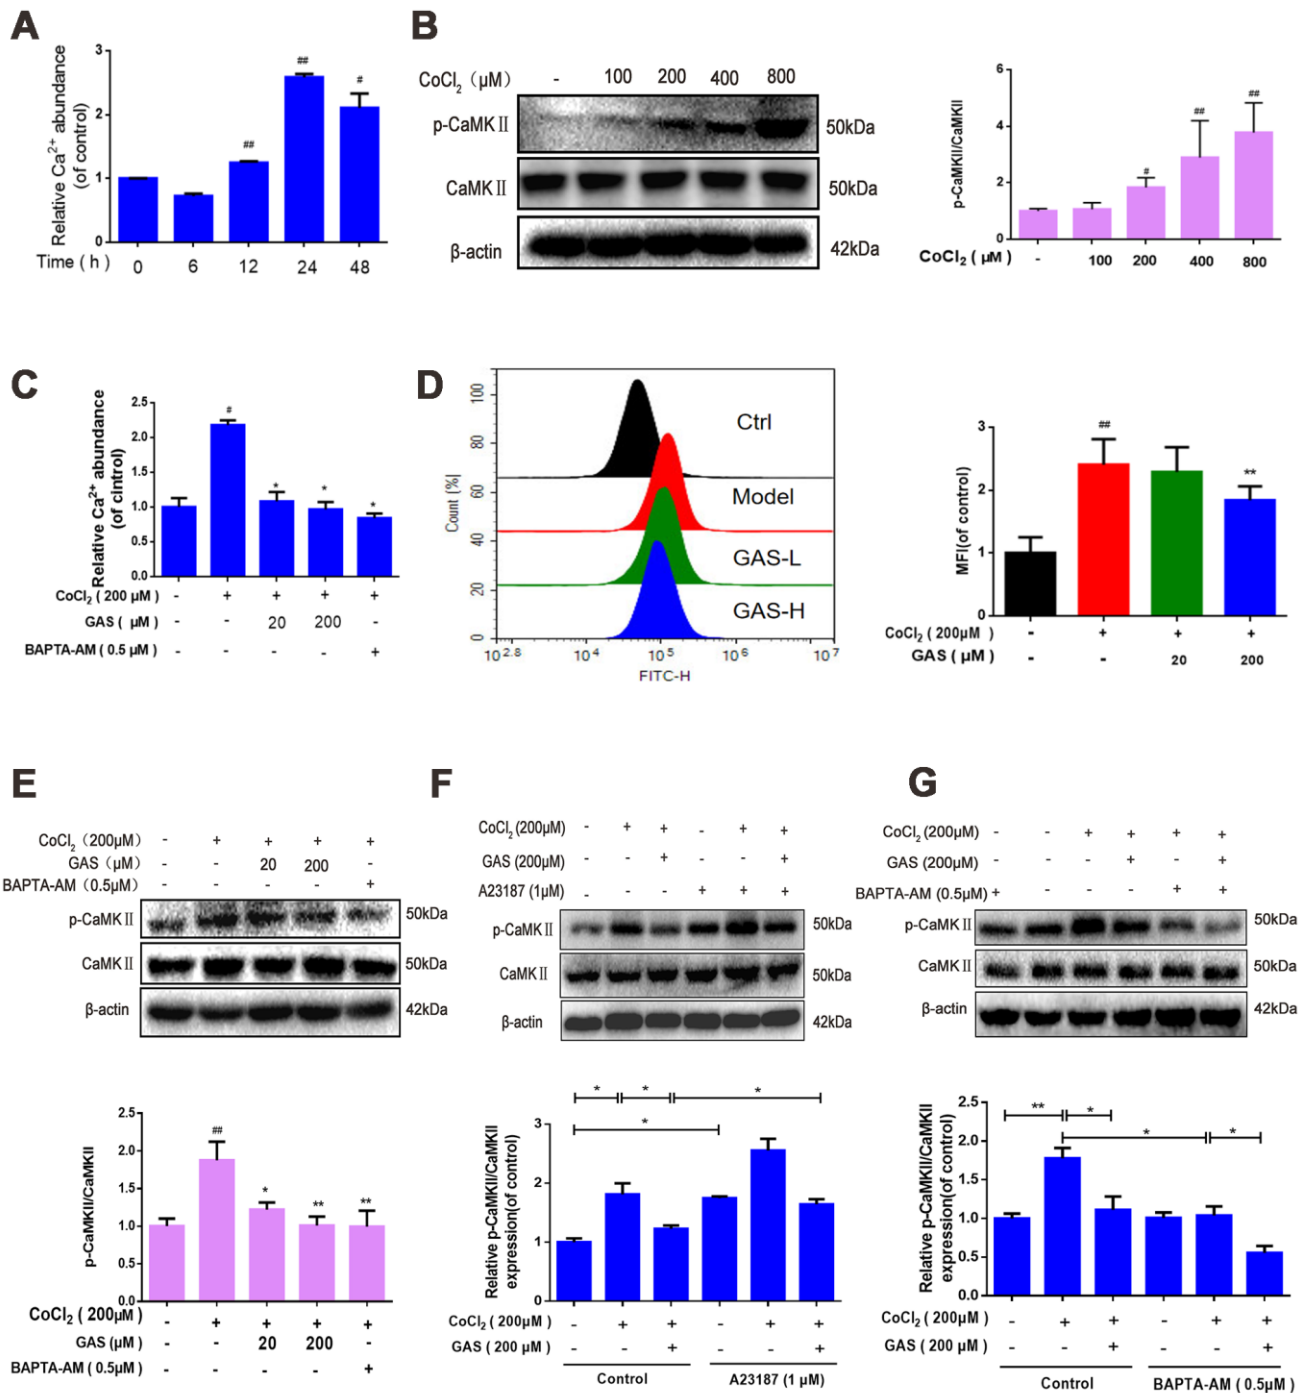 A
Relative Ca2+ abundance
(of control)
3
2
1
0
##
#
##
Time ( h )
0 6 12 24 48
B
CoCl2 (μM) - 100 200 400 800
p-CaMKⅡ 50kDa
CaMKⅡ 50kDa
β-actin 42kDa
p-CaMKII/CaMKII
6
4
2
0
#
##
##
CoCl2 ( μM ) - 100 200 400 800
C
Relative Ca2+ abundance
(of cintrol)
2.5
2.0
1.5
1.0
0.5
0.0
#
*
*
*
CoCl2 ( 200 μM ) - + + + +
GAS ( μM ) - - 20 200 -
BAPTA-AM ( 0.5 μM ) - - - - +
D
Count [%]
100
80
60
40
20
0
Ctrl
Model
GAS-L
GAS-H
10 2.8 10 4 10 5 10 6 10 7
FITC-H
MFI(of control)
3
2
1
0
##
**
CoCl2 ( 200μM ) - + + +
GAS ( μM ) - - 20 200
E
CoCl2 (200μM) - + + + +
GAS (μM) - - 20 200 -
BAPTA-AM (0.5μM) - - - - +
p-CaMKⅡ 50kDa
CaMKⅡ 50kDa
β-actin 42kDa
p-CaMKII/CaMKII
2.5
2.0
1.5
1.0
0.5
0.0
##
*
**
**
CoCl2 ( 200μM ) - + + + +
GAS ( μM ) - - 20 200 -
BAPTA-AM ( 0.5μM ) - - - - +
F
CoCl2 (200μM) - + + - + +
GAS (200μM) - - + - - +
A23187 (1μM) - - - + + +
p-CaMKⅡ 50kDa
CaMKⅡ 50kDa
β-actin 42kDa
Relative p-CaMKII/CaMKII
expression(of control)
3
2
1
0
* * *
*
CoCl2 ( 200μM ) - + + - + +
GAS ( 200 μM ) - - + - - +
Control A23187 (1 μM)
G
CoCl2 (200μM) - - + + + +
GAS (200μM) - - - + - +
BAPTA-AM (0.5μM) + - - - + +
p-CaMKⅡ 50kDa
CaMKⅡ 50kDa
β-actin 42kDa
Relative p-CaMKII/CaMKII
expression(of control)
2.5
2.0
1.5
1.0
0.5
0.0
** *
* *
CoCl2 ( 200μM ) - + + - + +
GAS ( 200 μM ) - - + - - +
Control BAPTA-AM ( 0.5μM )